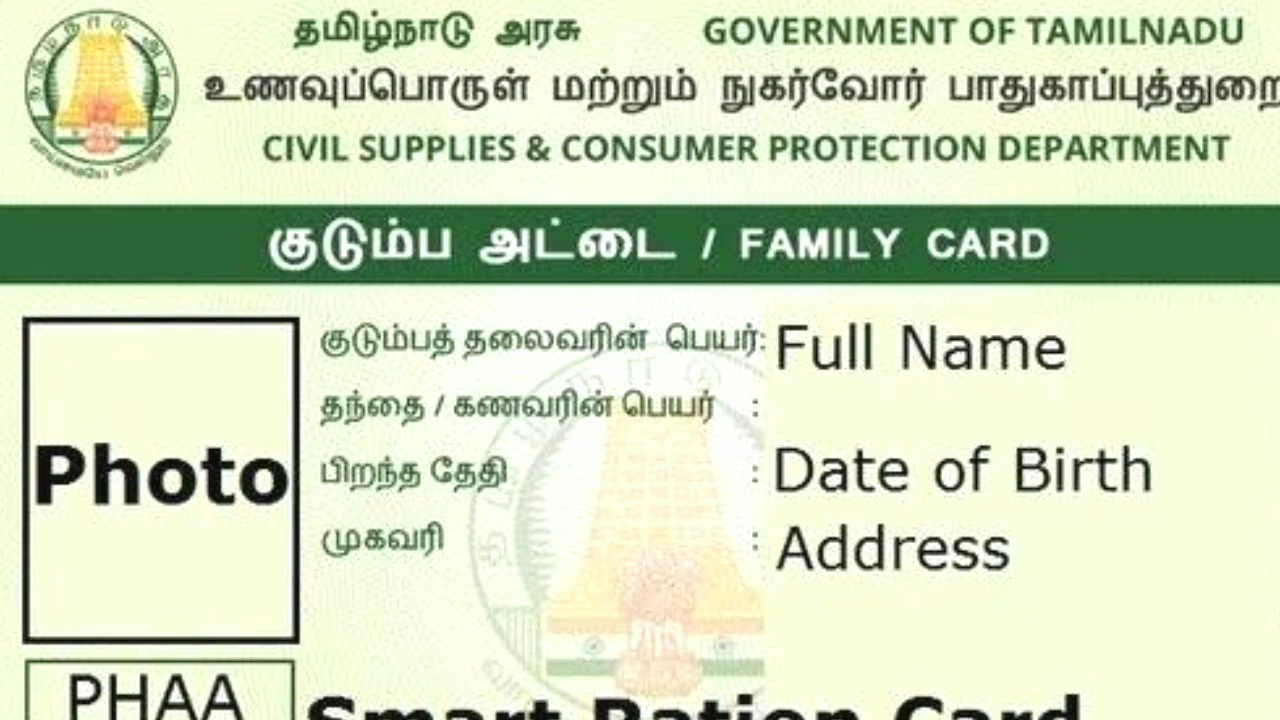 தமிழ்நாடு அரசு GOVERNMENT OF TAMILNADU
உணவுப்பொருள் மற்றும் நுகர்வோர் பாதுகாப்புத்துறை
CIVIL SUPPLIES & CONSUMER PROTECTION DEPARTMENT
குடும்ப அட்டை / FAMILY CARD
குடும்பத் தலைவரின் பெயர்: Full Name
தந்தை / கணவரின் பெயர் :
பிறந்த தேதி : Date of Birth
முகவரி : Address
Photo
PHAA
Smart Ration Card